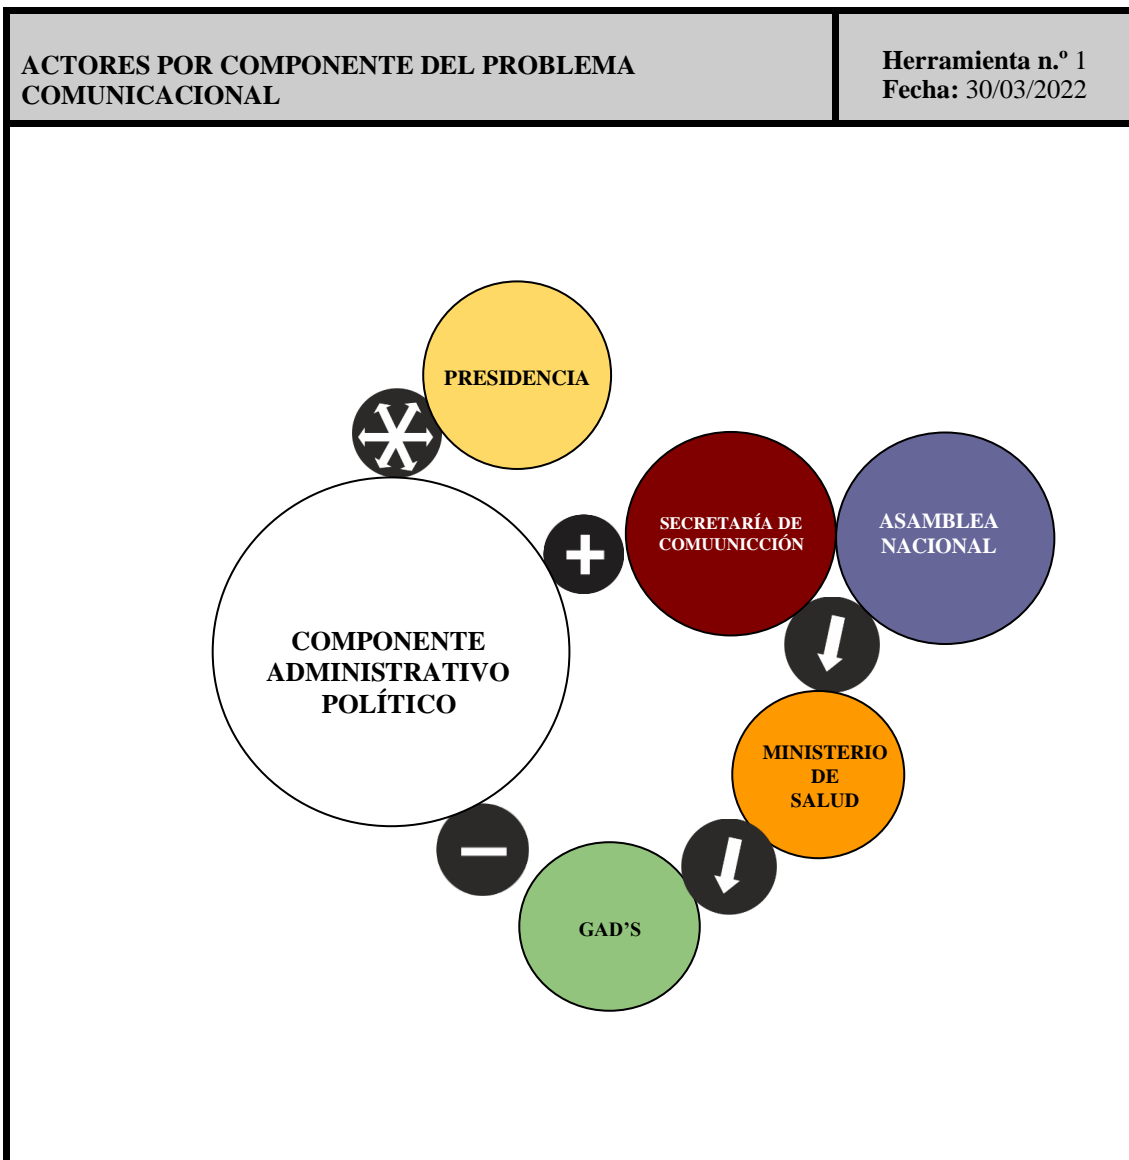 ACTORES POR COMPONENTE DEL PROBLEMA
COMUNICACIONAL
Herramienta n.º 1
Fecha: 30/03/2022
PRESIDENCIA
SECRETARÍA DE
COMUUNICCIÓN
ASAMBLEA
NACIONAL
COMPONENTE
ADMINISTRATIVO
POLÍTICO
MINISTERIO
DE
SALUD
GAD’S